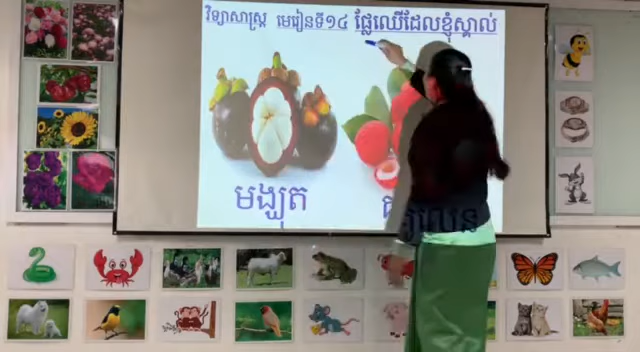 វិទ្យាសាស្ត្រ មេរៀនទី១៤ ផ្លែឈើដែលខ្ញុំស្គាល់
មង្ឃុត